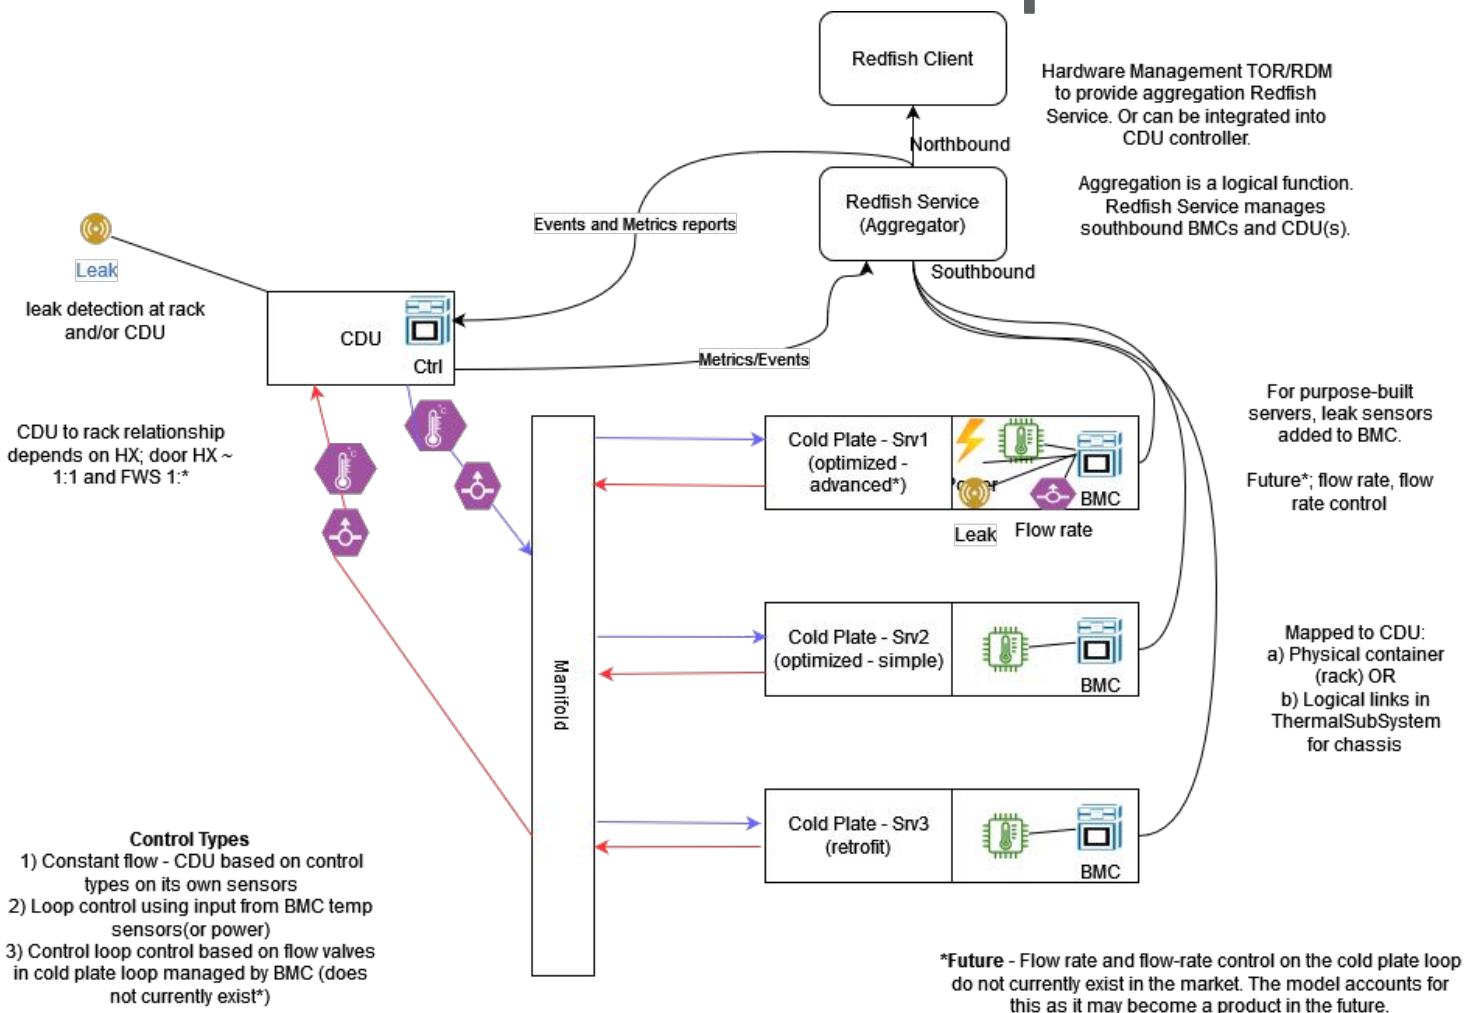 Redfish Client
Hardware Management TOR/RDM
to provide aggregation Redfish
Service. Or can be integrated into
CDU controller.
Northbound
Aggregation is a logical function.
Redfish Service manages
southbound BMCs and CDU(s).
Redfish Service
(Aggregator)
Events and Metrics reports
Southbound
Leak
leak detection at rack
and/or CDU
CDU
Ctrl
Metrics/Events
°C
°C
CDU to rack relationship
depends on HX; door HX ~
1:1 and FWS 1:*
Cold Plate - Srv1
(optimized -
advanced*)
BMC
Leak
Flow rate
For purpose-built
servers, leak sensors
added to BMC.
Future*; flow rate, flow
rate control
Manifold
Cold Plate - Srv2
(optimized - simple)
BMC
Mapped to CDU:
a) Physical container
(rack) OR
b) Logical links in
ThermalSubSystem
for chassis
Cold Plate - Srv3
(retrofit)
BMC
Control Types
1) Constant flow - CDU based on control
types on its own sensors
2) Loop control using input from BMC temp
sensors(or power)
3) Control loop control based on flow valves
in cold plate loop managed by BMC (does
not currently exist*)
*Future - Flow rate and flow-rate control on the cold plate loop
do not currently exist in the market. The model accounts for
this as it may become a product in the future.